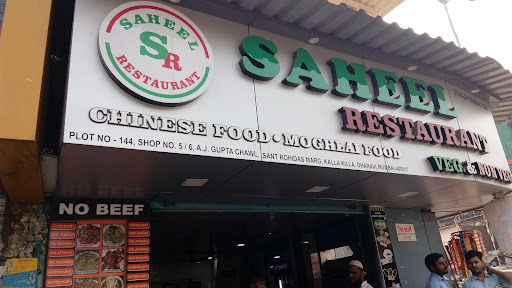 SAHEEL
SR
RESTAURANT
SAHEEL
RESTAURANT
CHINESE FOOD • MOGHLAI FOOD
VEG. & NON VEG
PLOT NO - 144, SHOP NO. 5 / 6, A.J. GUPTA CHAWL, SANT ROHIDAS MARG, KALLA KILLA, DHARAVI, MUMBAI-400017
NO BEEF